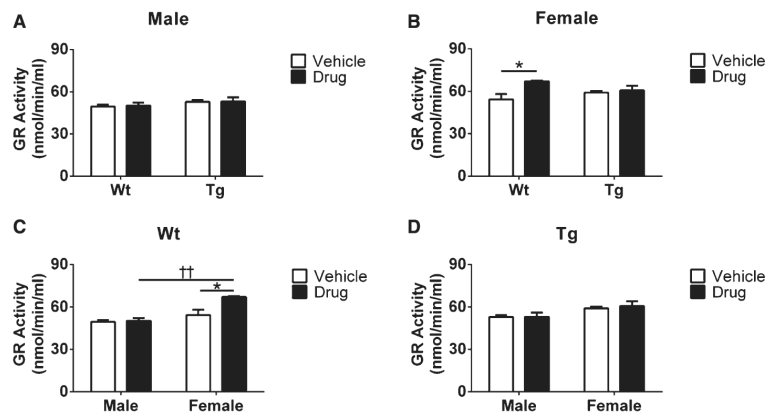 A
Male
GR Activity
(nmol/min/ml)
90
60
30
0
Wt
Tg
Vehicle
Drug
B
Female
GR Activity
(nmol/min/ml)
90
60
30
0
*
Wt
Tg
Vehicle
Drug
C
Wt
GR Activity
(nmol/min/ml)
90
60
30
0
††
*
Male
Female
Vehicle
Drug
D
Tg
GR Activity
(nmol/min/ml)
90
60
30
0
Male
Female
Vehicle
Drug